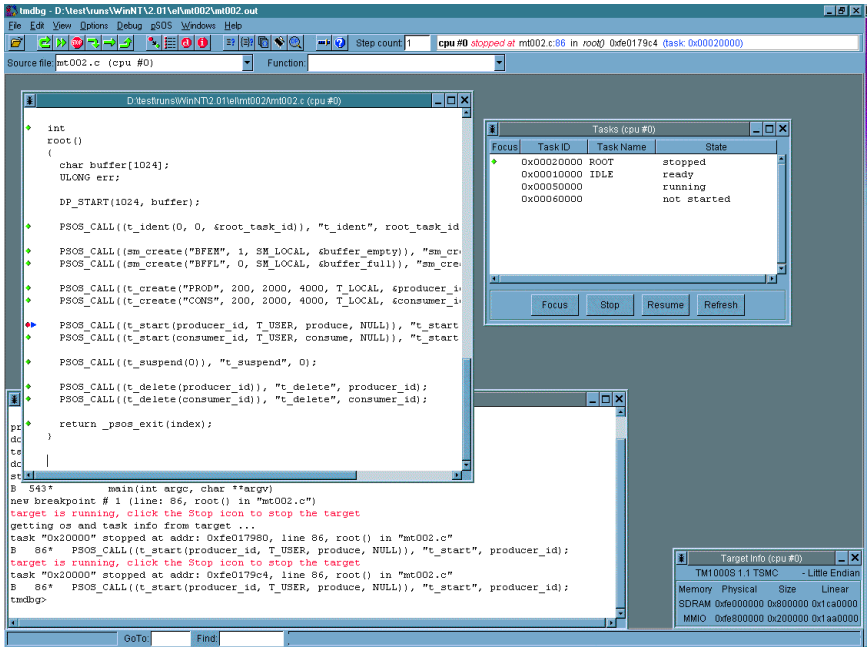 tmdbg - D:\test\runs\WinNT\2.01\el\mt002\mt002.out
File Edit View Options Debug pSOS Windows Help
Step count: 1
cpu #0 stopped at mt002.c:86 in root() 0xfe0179c4 (task: 0x00020000)
Source file: mt002.c (cpu #0)
Function:
D:\test\runs\WinNT\2.01\el\mt002/mt002.c (cpu #0)
int
root()
{
char buffer[1024];
ULONG err;
DP_START(1024, buffer);
PSOS_CALL((t_ident(0, 0, &root_task_id)), "t_ident", root_task_id
PSOS_CALL((sm_create("BFEM", 1, SM_LOCAL, &buffer_empty)), "sm_cre
PSOS_CALL((sm_create("BFFL", 0, SM_LOCAL, &buffer_full)), "sm_cre
PSOS_CALL((t_create("PROD", 200, 2000, 4000, T_LOCAL, &producer_i
PSOS_CALL((t_create("CONS", 200, 2000, 4000, T_LOCAL, &consumer_i
PSOS_CALL((t_start(producer_id, T_USER, produce, NULL)), "t_start
PSOS_CALL((t_start(consumer_id, T_USER, consume, NULL)), "t_start
PSOS_CALL((t_suspend(0)), "t_suspend", 0);
PSOS_CALL((t_delete(producer_id)), "t_delete", producer_id);
PSOS_CALL((t_delete(consumer_id)), "t_delete", consumer_id);
return _psos_exit(index);
}
Tasks (cpu #0)
Focus Task ID Task Name State
0x00020000 ROOT stopped
0x00010000 IDLE ready
0x00050000 running
0x00060000 not started
Focus Stop Resume Refresh
pr
do
ta
do
st
B 543* main(int argc, char **argv)
new breakpoint # 1 (line: 86, root() in "mt002.c")
target is running, click the Stop icon to stop the target
getting os and task info from target ...
task "0x20000" stopped at addr: 0xfe017980, line 86, root() in "mt002.c"
B 86* PSOS_CALL((t_start(producer_id, T_USER, produce, NULL)), "t_start", producer_id);
target is running, click the Stop icon to stop the target
task "0x20000" stopped at addr: 0xfe0179c4, line 86, root() in "mt002.c"
B 86* PSOS_CALL((t_start(producer_id, T_USER, produce, NULL)), "t_start", producer_id);
tmdbg>
Target Info (cpu #0)
TM1000S 1.1 TSMC - Little Endian
Memory Physical Size Linear
SDRAM 0xfe000000 0x800000 0x1ca0000
MMIO 0xfe800000 0x200000 0x1aa0000
GoTo: Find: